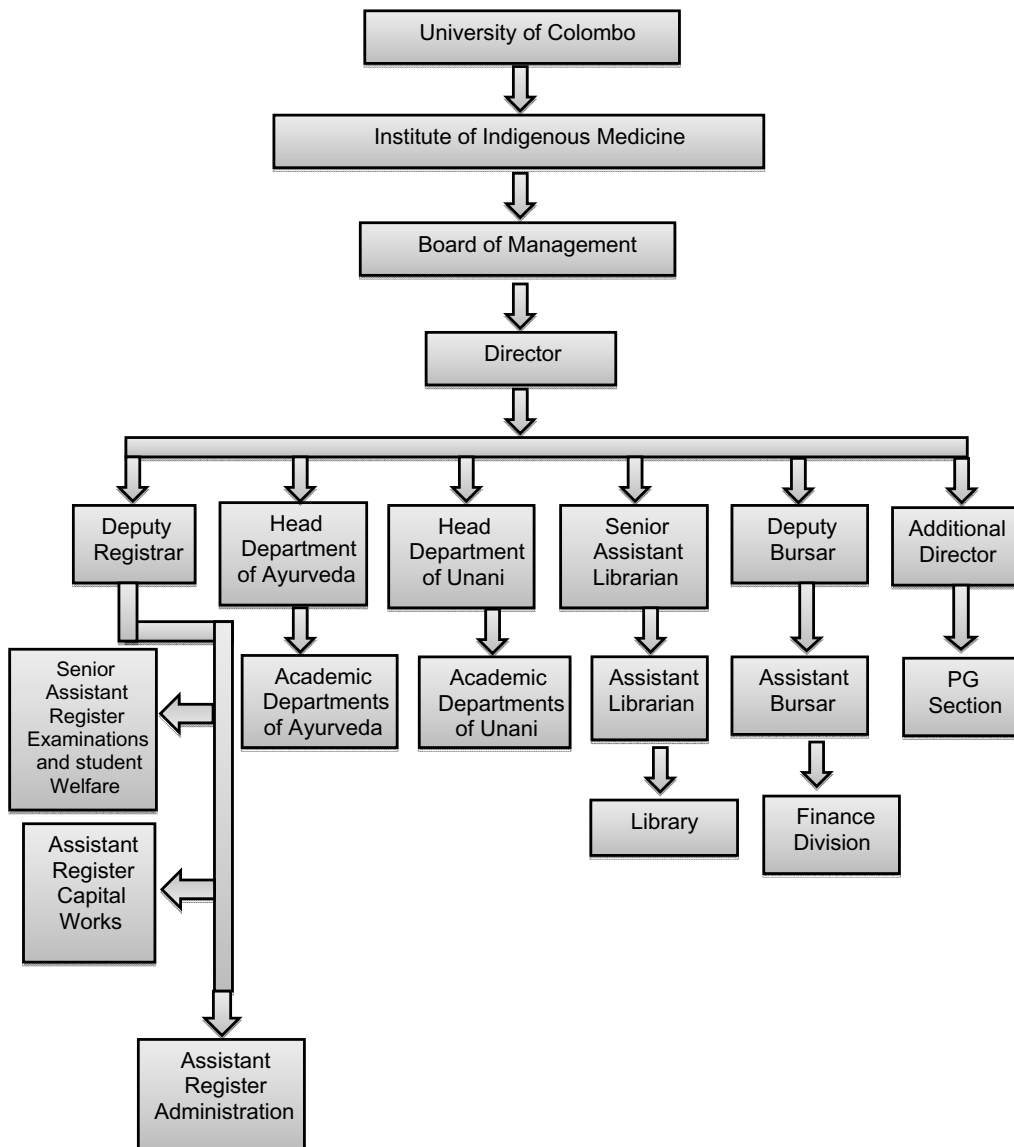 University of Colombo
Institute of Indigenous Medicine
Board of Management
Director
Deputy
Registrar
Head
Department
of Ayurveda
Head
Department
of Unani
Senior
Assistant
Librarian
Deputy
Bursar
Additional
Director
Senior
Assistant
Register
Examinations
and student
Welfare
Academic
Departments
of Ayurveda
Academic
Departments
of Unani
Assistant
Librarian
Assistant
Bursar
PG
Section
Library
Finance
Division
Assistant
Register
Capital
Works
Assistant
Register
Administration